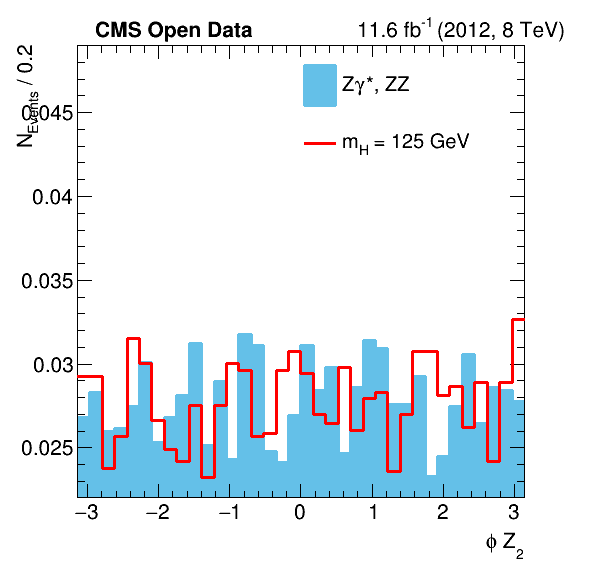 CMS Open Data 11.6 fb⁻¹ (2012, 8 TeV)
N_Events / 0.2
Zγ*, ZZ
m_H = 125 GeV
0.045
0.04
0.035
0.03
0.025
−3 −2 −1 0 1 2 3
ϕ Z₂